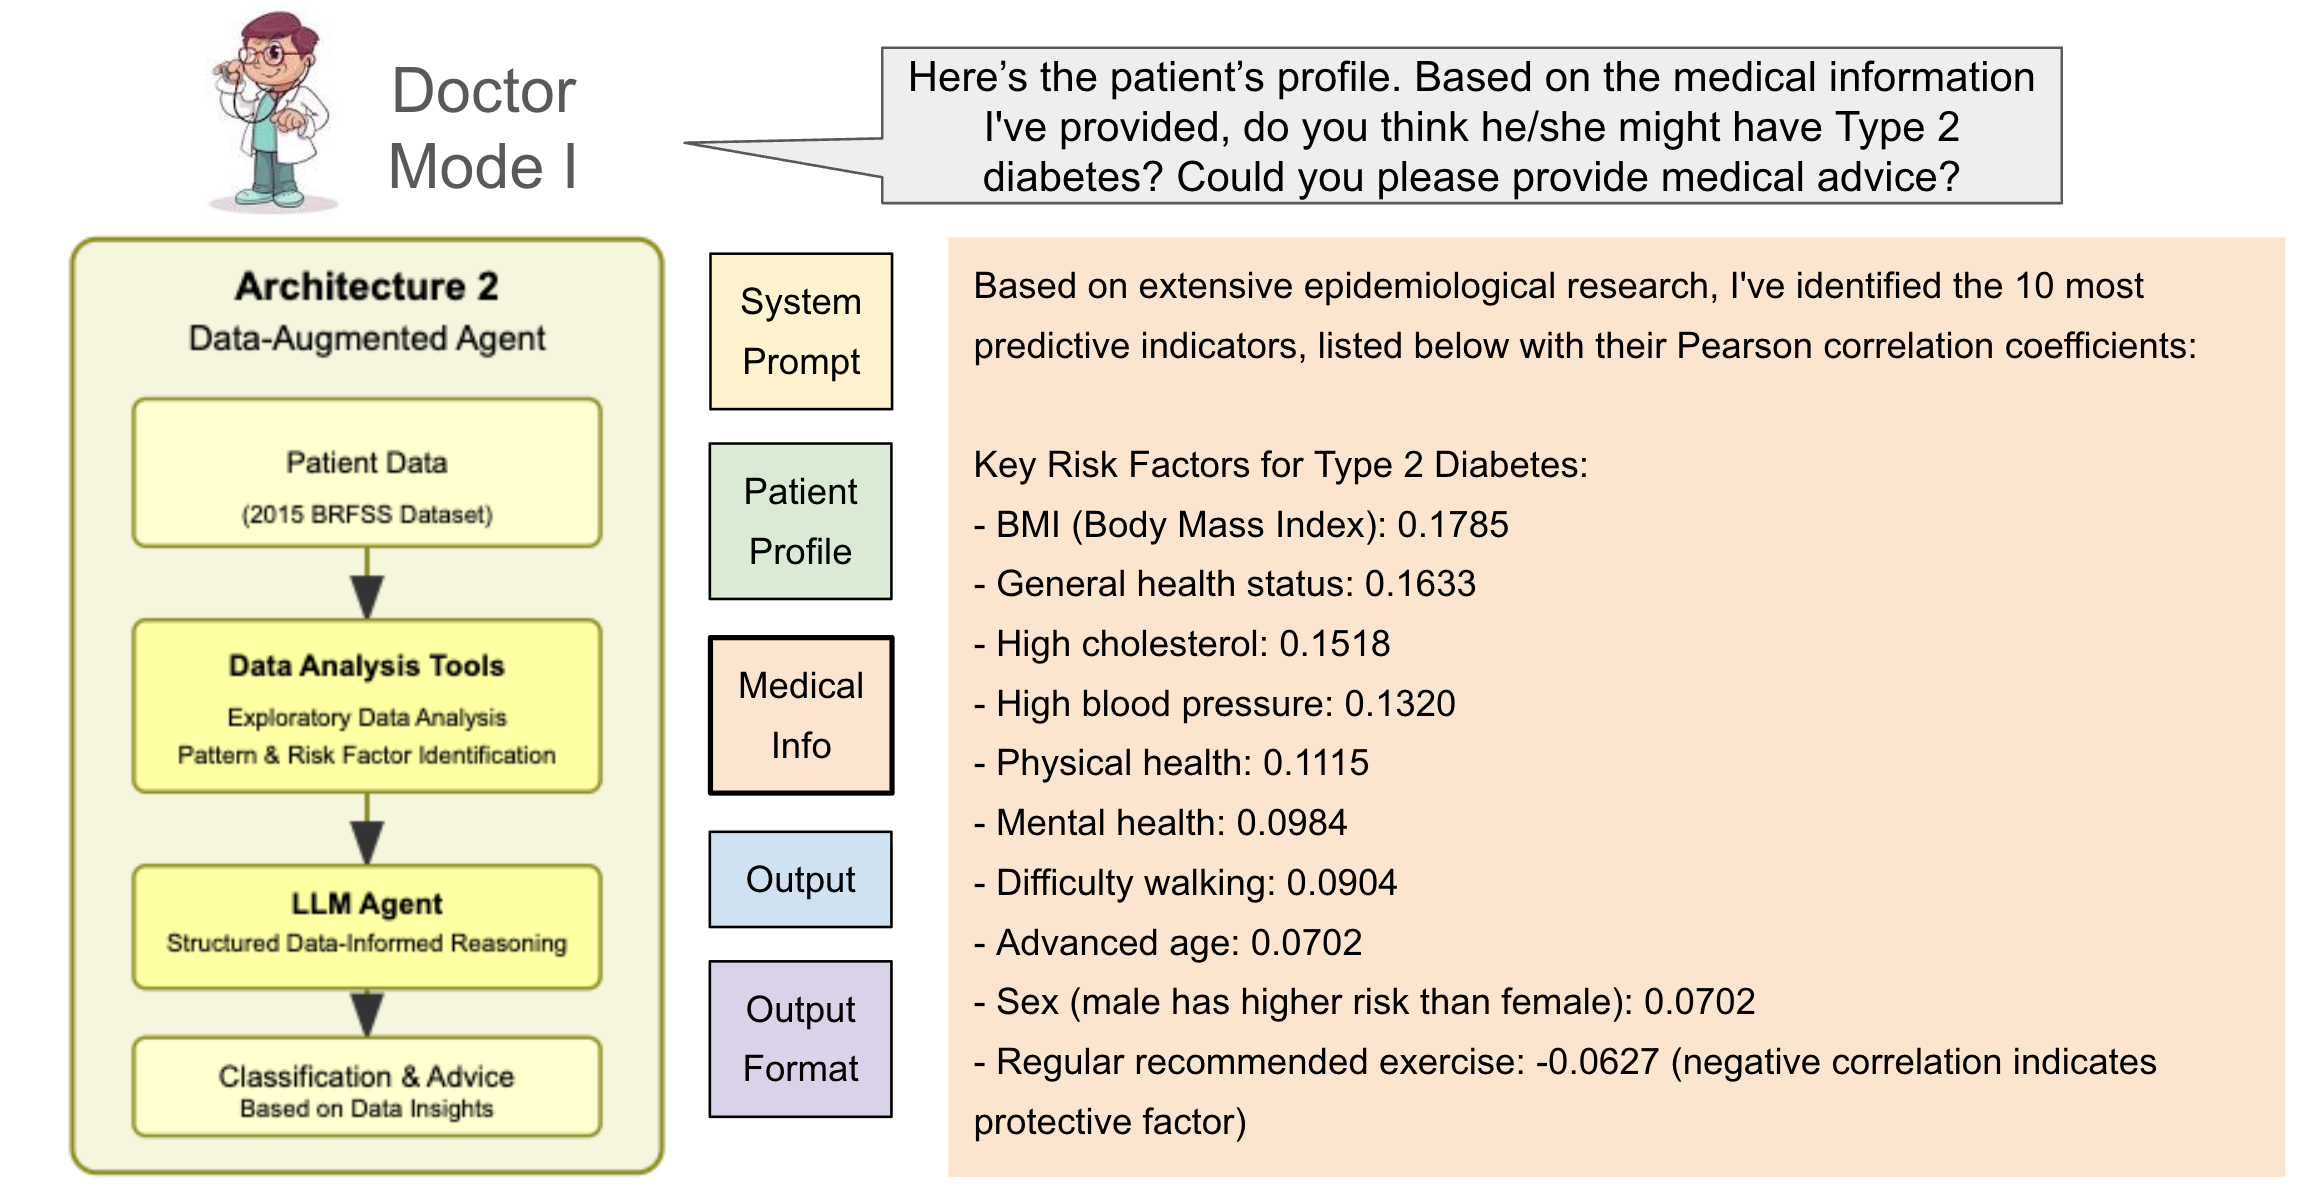 Doctor
Mode I
Here’s the patient’s profile. Based on the medical information
I've provided, do you think he/she might have Type 2
diabetes? Could you please provide medical advice?
Architecture 2
Data-Augmented Agent
Patient Data
(2015 BRFSS Dataset)
Data Analysis Tools
Exploratory Data Analysis
Pattern & Risk Factor Identification
LLM Agent
Structured Data-Informed Reasoning
Classification & Advice
Based on Data Insights
System
Prompt
Patient
Profile
Medical
Info
Output
Output
Format
Based on extensive epidemiological research, I've identified the 10 most
predictive indicators, listed below with their Pearson correlation coefficients:
Key Risk Factors for Type 2 Diabetes:
- BMI (Body Mass Index): 0.1785
- General health status: 0.1633
- High cholesterol: 0.1518
- High blood pressure: 0.1320
- Physical health: 0.1115
- Mental health: 0.0984
- Difficulty walking: 0.0904
- Advanced age: 0.0702
- Sex (male has higher risk than female): 0.0702
- Regular recommended exercise: -0.0627 (negative correlation indicates
protective factor)